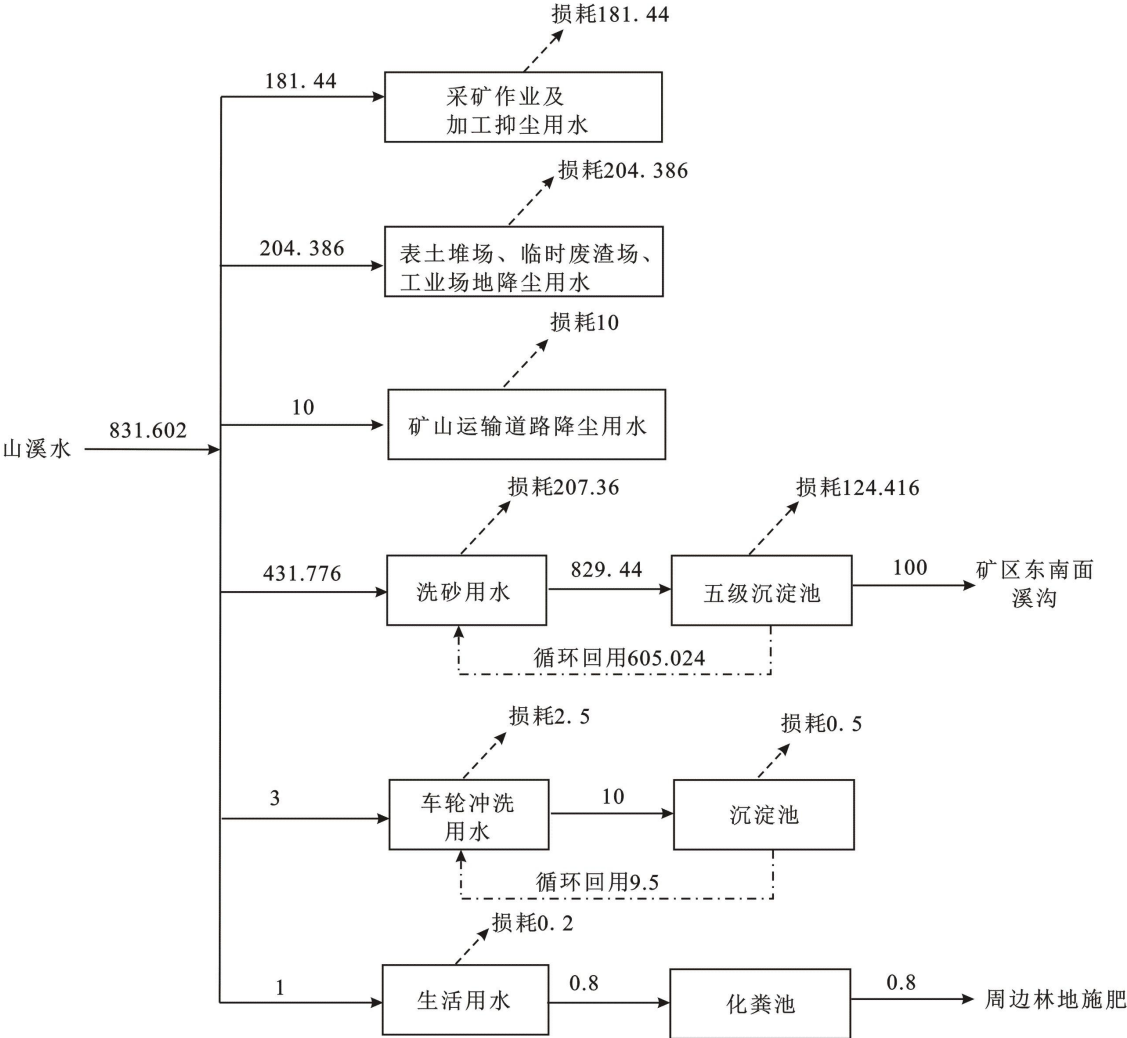 损耗181.44
181.44
采矿作业及
加工抑尘用水
损耗204.386
204.386
表土堆场、临时废渣场、
工业场地降尘用水
损耗10
10
矿山运输道路降尘用水
山溪水
831.602
损耗207.36
损耗124.416
431.776
洗砂用水
829.44
五级沉淀池
100
矿区东南面
溪沟
循环回用605.024
损耗2.5
损耗0.5
3
车轮冲洗
用水
10
沉淀池
循环回用9.5
损耗0.2
1
生活用水
0.8
化粪池
0.8
周边林地施肥